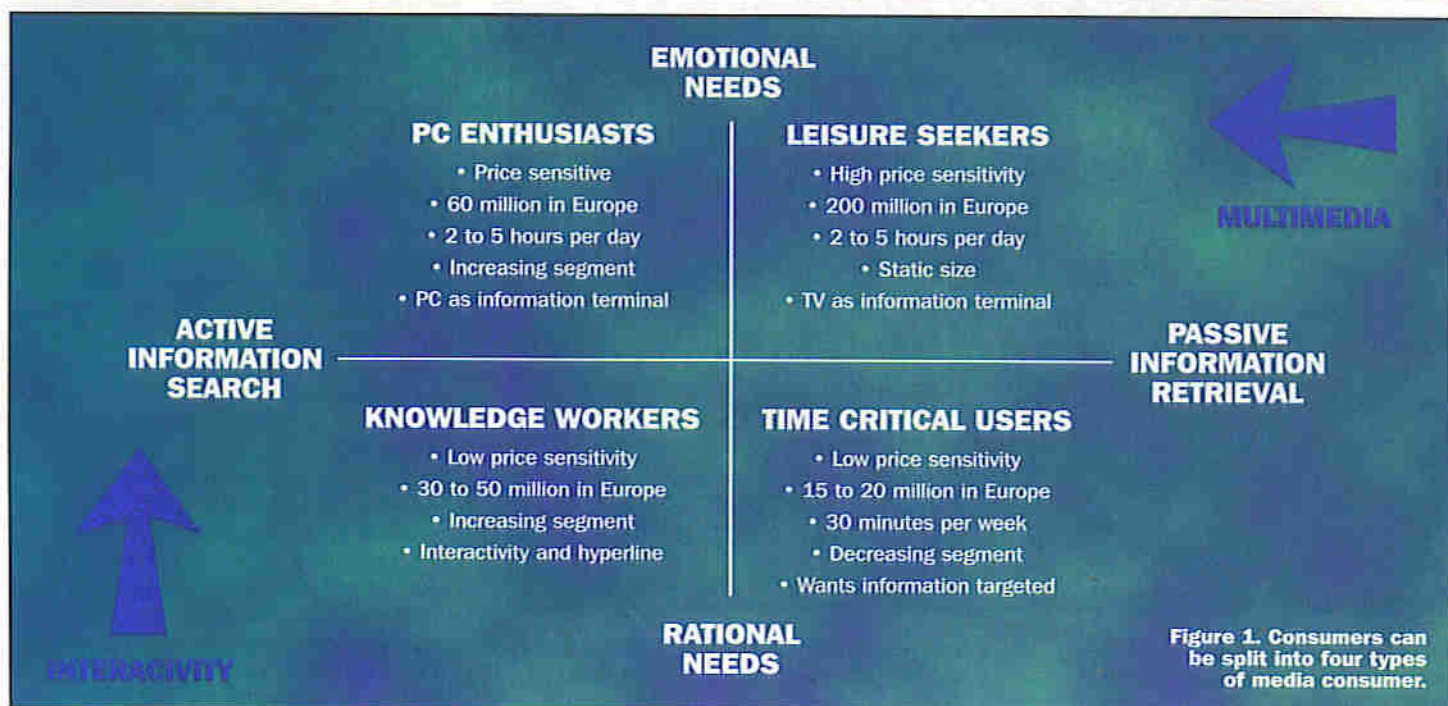 EMOTIONAL
NEEDS
PC ENTHUSIASTS
• Price sensitive
• 60 million in Europe
• 2 to 5 hours per day
• Increasing segment
• PC as information terminal
LEISURE SEEKERS
• High price sensitivity
• 200 million in Europe
• 2 to 5 hours per day
• Static size
• TV as information terminal
MULTIMEDIA
ACTIVE
INFORMATION
SEARCH
PASSIVE
INFORMATION
RETRIEVAL
KNOWLEDGE WORKERS
• Low price sensitivity
• 30 to 50 million in Europe
• Increasing segment
• Interactivity and hyperline
TIME CRITICAL USERS
• Low price sensitivity
• 15 to 20 million in Europe
• 30 minutes per week
• Decreasing segment
• Wants information targeted
INTERACIVITY
RATIONAL
NEEDS
Figure 1. Consumers can
be split into four types
of media consumer.